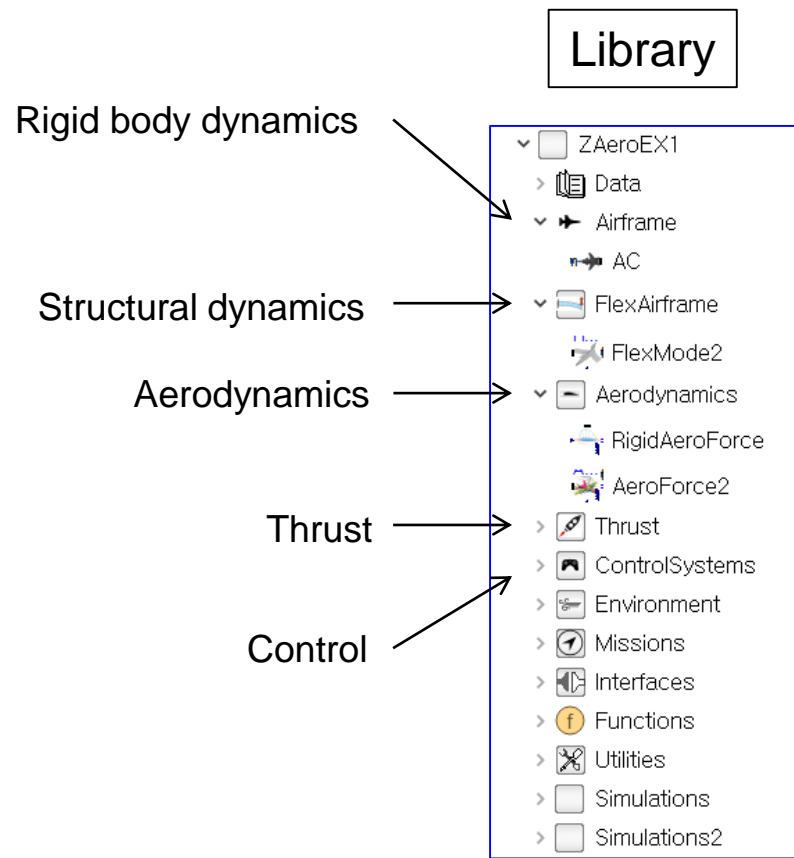 Library
Rigid body dynamics
Structural dynamics
Aerodynamics
Thrust
Control
ZAeroEX1
Data
Airframe
AC
FlexAirframe
FlexMode2
Aerodynamics
RigidAeroForce
AeroForce2
Thrust
ControlSystems
Environment
Missions
Interfaces
f Functions
Utilities
Simulations
Simulations2